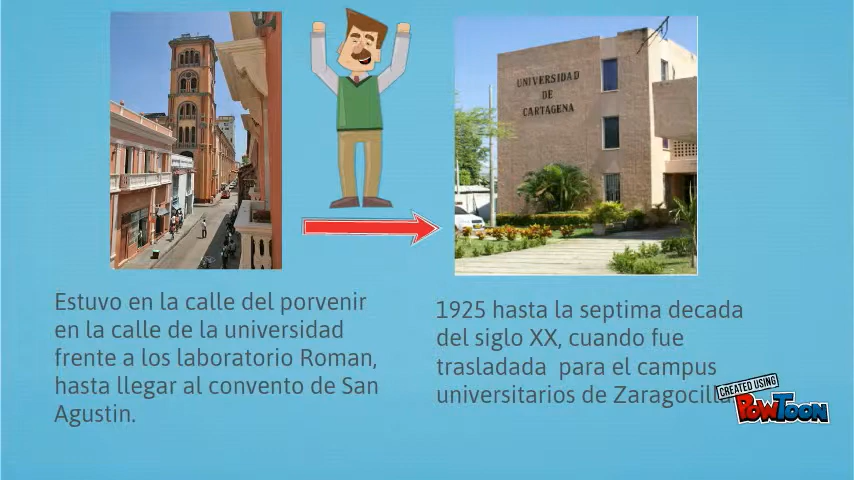 UNIVERSIDAD
DE
CARTAGENA
Estuvo en la calle del porvenir
en la calle de la universidad
frente a los laboratorio Roman,
hasta llegar al convento de San
Agustin.
1925 hasta la septima decada
del siglo XX, cuando fue
trasladada para el campus
universitarios de Zaragocilla
CREATED USING
POWTOON